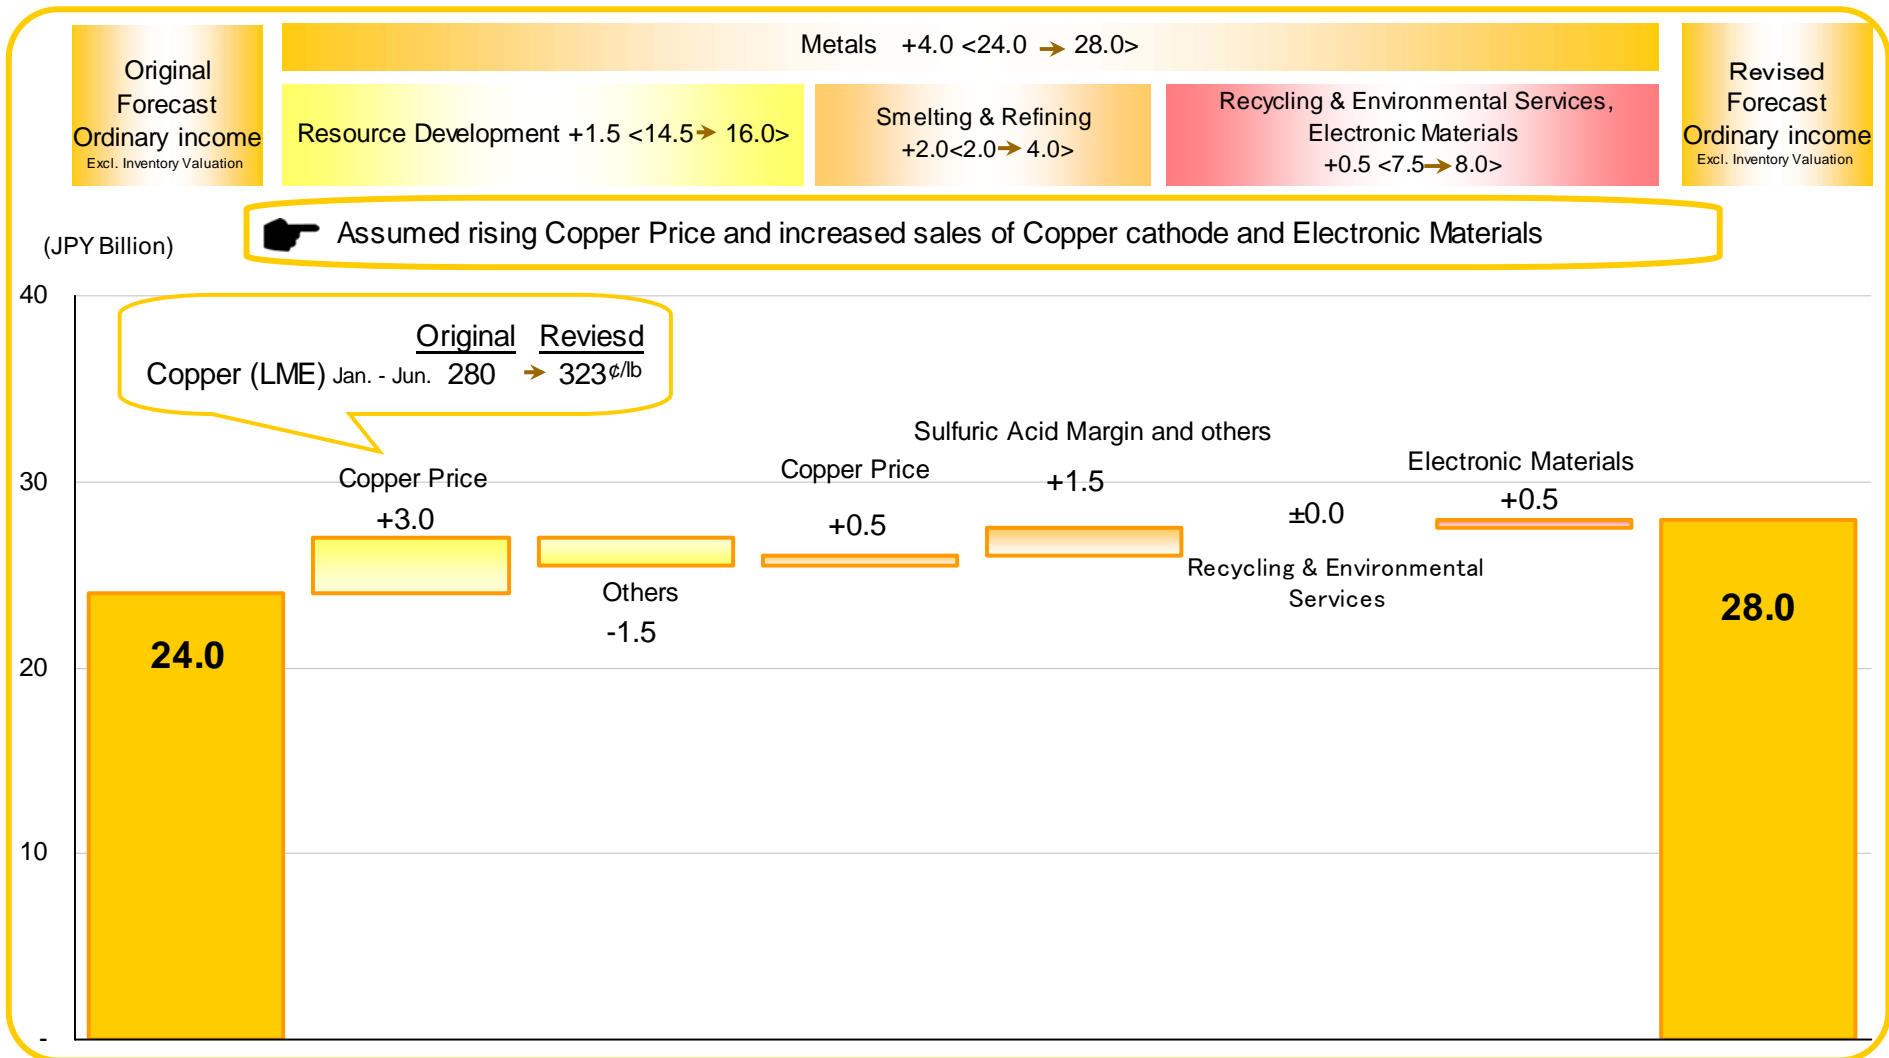 Original
Forecast
Ordinary income
Excl. Inventory Valuation
Metals +4.0 <24.0 → 28.0>
Resource Development +1.5 <14.5→ 16.0>
Smelting & Refining
+2.0<2.0→ 4.0>
Recycling & Environmental Services,
Electronic Materials
+0.5 <7.5→ 8.0>
Revised
Forecast
Ordinary income
Excl. Inventory Valuation
(JPY Billion)
☛ Assumed rising Copper Price and increased sales of Copper cathode and Electronic Materials
40
Original Reviesd
Copper (LME) Jan. - Jun. 280 → 323¢/lb
Sulfuric Acid Margin and others
+1.5
Copper Price
+3.0
Others
-1.5
Copper Price
+0.5
±0.0
Recycling & Environmental
Services
Electronic Materials
+0.5
30
24.0
28.0
20
10
-